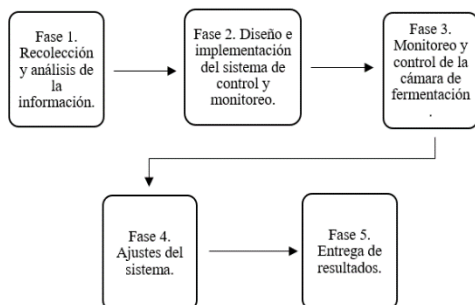 Fase 1.
Recolección
y análisis de
la
información.
Fase 2. Diseño e
implementación
del sistema de
control y
monitoreo.
Fase 3.
Monitoreo y
control de la
cámara de
fermentación
.
Fase 4.
Ajustes del
sistema.
Fase 5.
Entrega de
resultados.